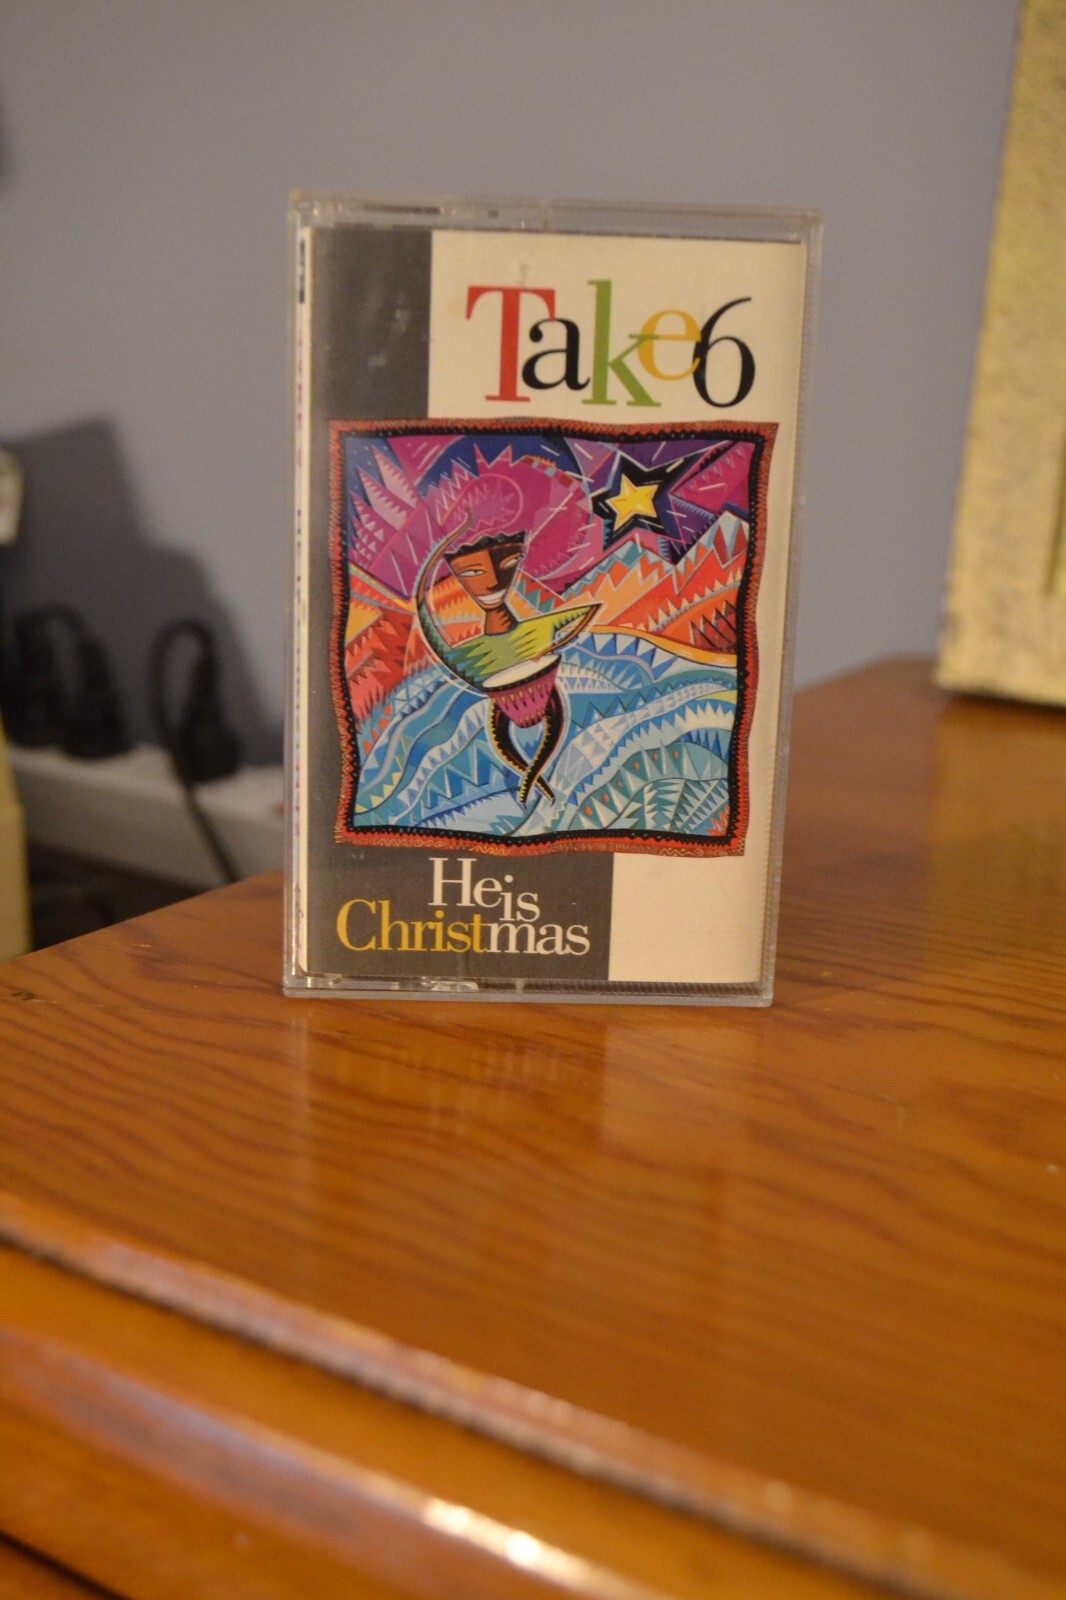 Take6
He is
Christmas